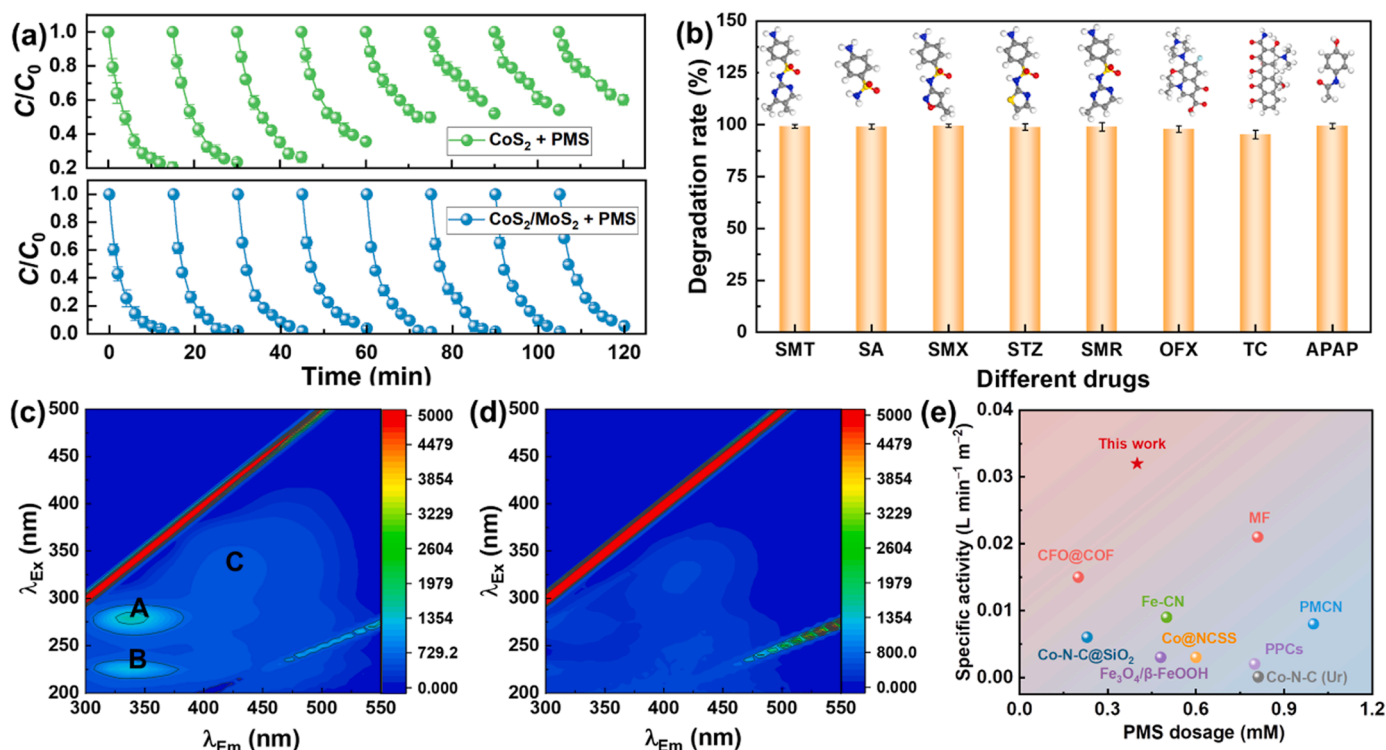 (a)
C/C₀
1.0
0.8
0.6
0.4
0.2
CoS₂ + PMS
C/C₀
1.0
0.8
0.6
0.4
0.2
0.0
CoS₂/MoS₂ + PMS
0 20 40 60 80 100 120
Time (min)
(b)
Degradation rate (%)
150
125
100
75
50
25
0
SMT SA SMX STZ SMR OFX TC APAP
Different drugs
(c)
λEx (nm)
500
450
400
350
300
250
200
A
B
C
300 350 400 450 500 550
λEm (nm)
5000
4479
3854
3229
2604
1979
1354
729.2
0.000
(d)
λEx (nm)
500
450
400
350
300
250
200
300 350 400 450 500 550
λEm (nm)
5000
4500
4000
3500
3000
2500
2000
1500
800.0
0.000
(e)
Specific activity (L min⁻¹ m⁻²)
0.04
0.03
0.02
0.01
0.00
This work
MF
CFO@COF
Fe-CN
PMCN
Co-N-C@SiO₂
Co@NCSS
PPCs
Fe₃O₄/β-FeOOH
Co-N-C (Ur)
0.0 0.3 0.6 0.9 1.2
PMS dosage (mM)